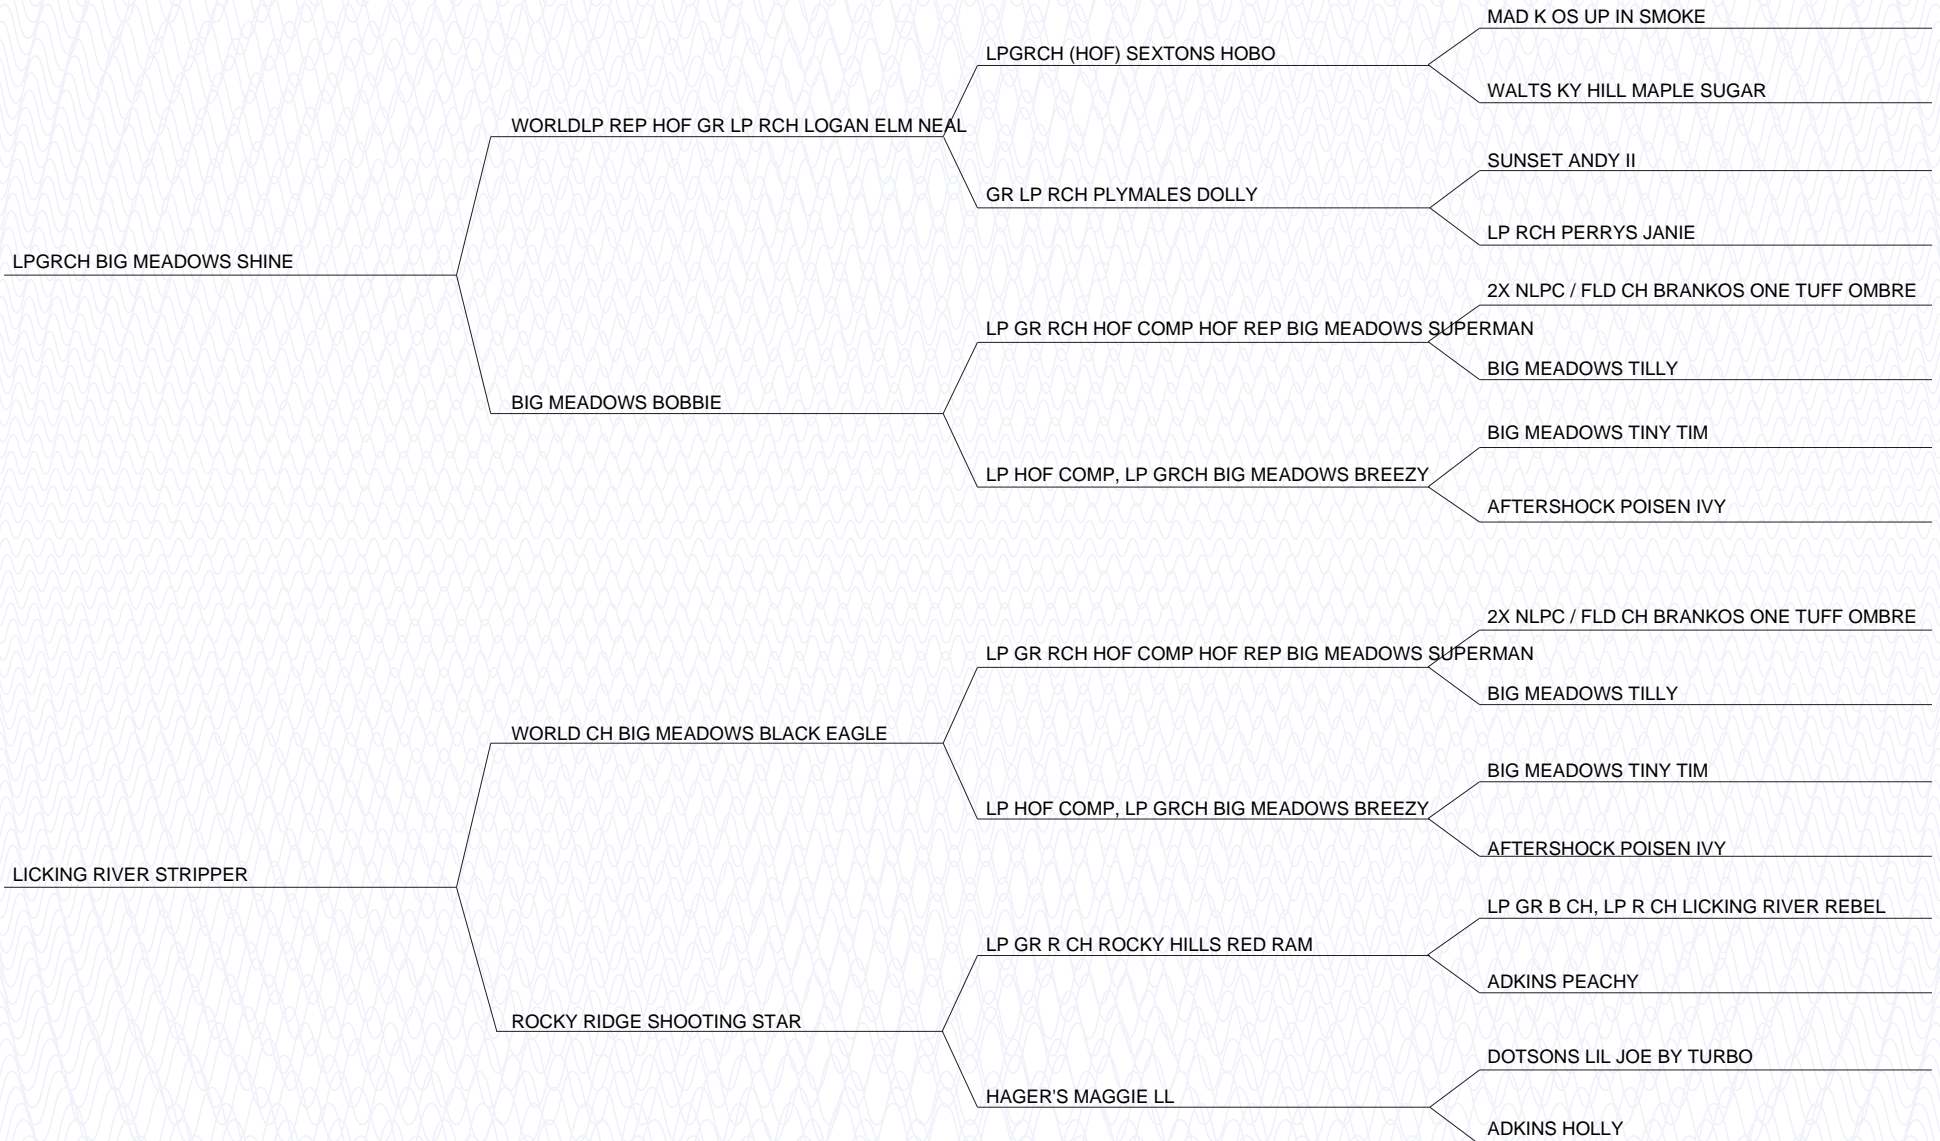 MAD K OS UP IN SMOKE
LPGRCH (HOF) SEXTONS HOBO
WALTS KY HILL MAPLE SUGAR
WORLDLP REP HOF GR LP RCH LOGAN ELM NEAL
SUNSET ANDY II
GR LP RCH PLYMALES DOLLY
LP RCH PERRYS JANIE
LPGRCH BIG MEADOWS SHINE
2X NLPC / FLD CH BRANKOS ONE TUFF OMBRE
LP GR RCH HOF COMP HOF REP BIG MEADOWS SUPERMAN
BIG MEADOWS TILLY
BIG MEADOWS BOBBIE
BIG MEADOWS TINY TIM
LP HOF COMP, LP GRCH BIG MEADOWS BREEZY
AFTERSHOCK POISEN IVY
2X NLPC / FLD CH BRANKOS ONE TUFF OMBRE
LP GR RCH HOF COMP HOF REP BIG MEADOWS SUPERMAN
BIG MEADOWS TILLY
WORLD CH BIG MEADOWS BLACK EAGLE
BIG MEADOWS TINY TIM
LP HOF COMP, LP GRCH BIG MEADOWS BREEZY
AFTERSHOCK POISEN IVY
LICKING RIVER STRIPPER
LP GR B CH, LP R CH LICKING RIVER REBEL
LP GR R CH ROCKY HILLS RED RAM
ADKINS PEACHY
ROCKY RIDGE SHOOTING STAR
DOTSONS LIL JOE BY TURBO
HAGER'S MAGGIE LL
ADKINS HOLLY